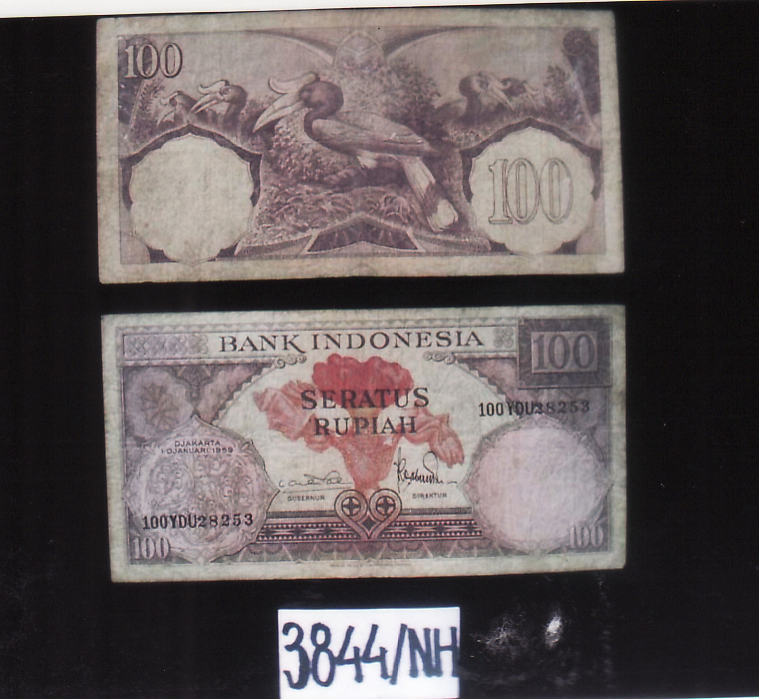 100
100
BANK INDONESIA
100
SERATUS
RUPIAH
100YDU28253
DJAKARTA
1 DJANUARI 1959
GUBERNUR
DIREKTUR
100YDU28253
100
100
3844/NH